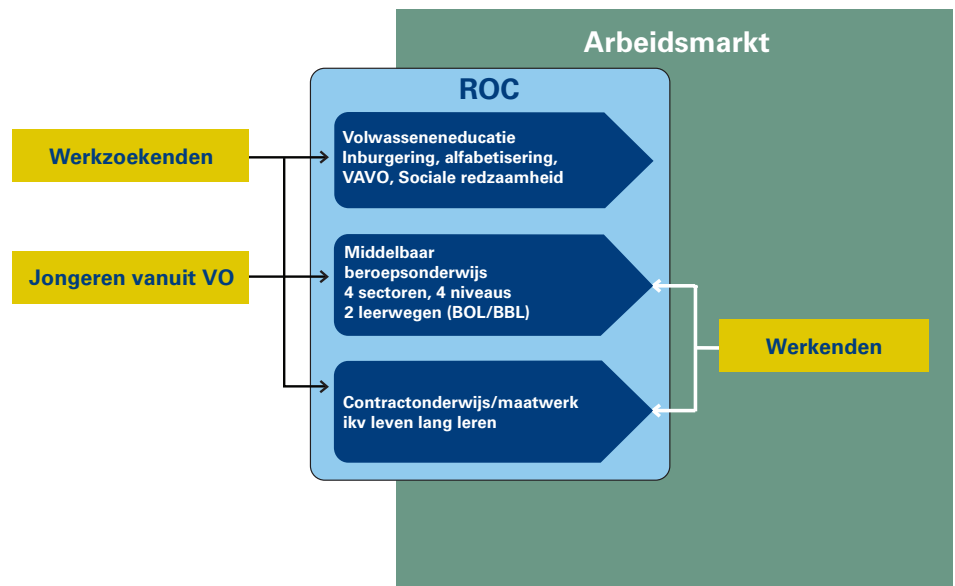 Arbeidsmarkt
ROC
Werkzoekenden
Volwasseneneducatie
Inburgering, alfabetisering,
VAVO, Sociale redzaamheid
Jongeren vanuit VO
Middelbaar
beroepsonderwijs
4 sectoren, 4 niveaus
2 leerwegen (BOL/BBL)
Werkenden
Contractonderwijs/maatwerk
ikv leven lang leren